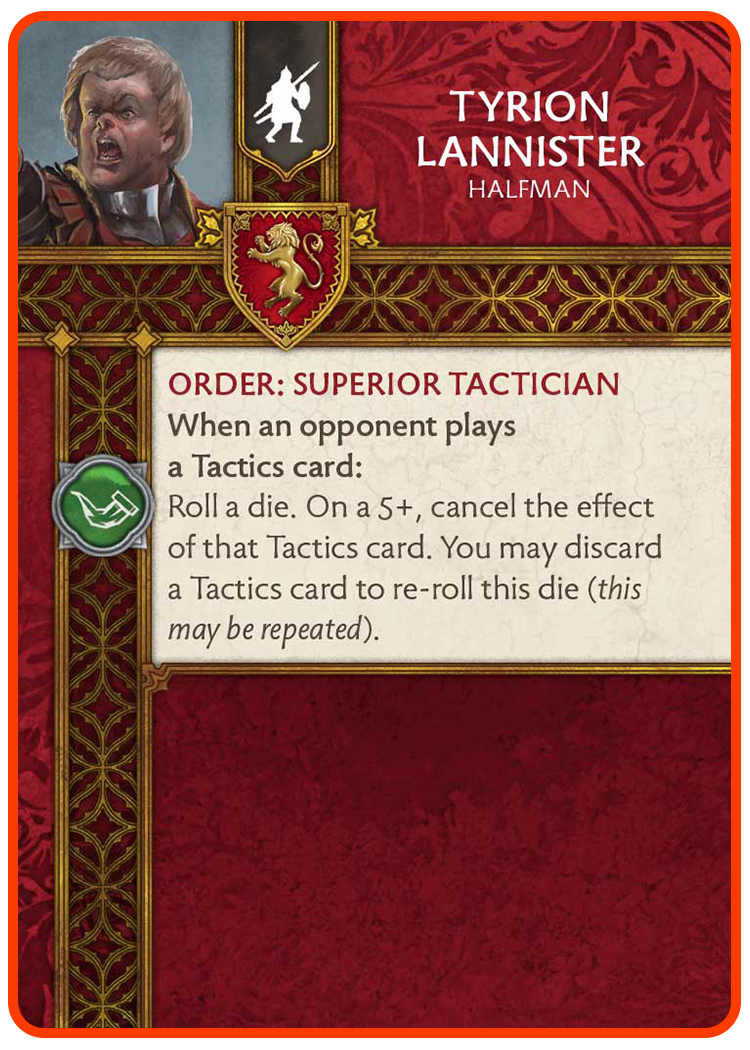 TYRION
LANNISTER
HALFMAN
ORDER: SUPERIOR TACTICIAN
When an opponent plays
a Tactics card:
Roll a die. On a 5+, cancel the effect
of that Tactics card. You may discard
a Tactics card to re-roll this die (this
may be repeated).